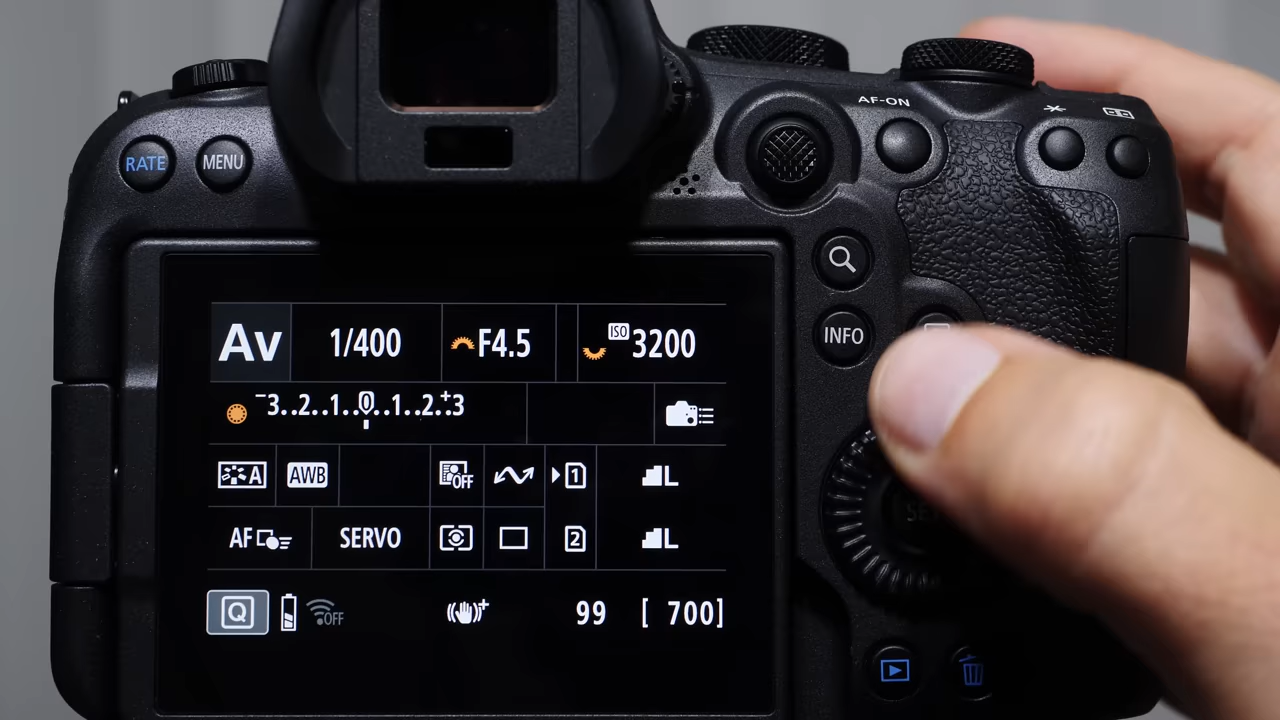 AF-ON
RATE MENU
INFO
Av 1/400 F4.5 ISO 3200
-3..2..1..0..1..2.+3
A AWB OFF 1 L
AF SERVO 2 L
Q OFF 99 [ 700]